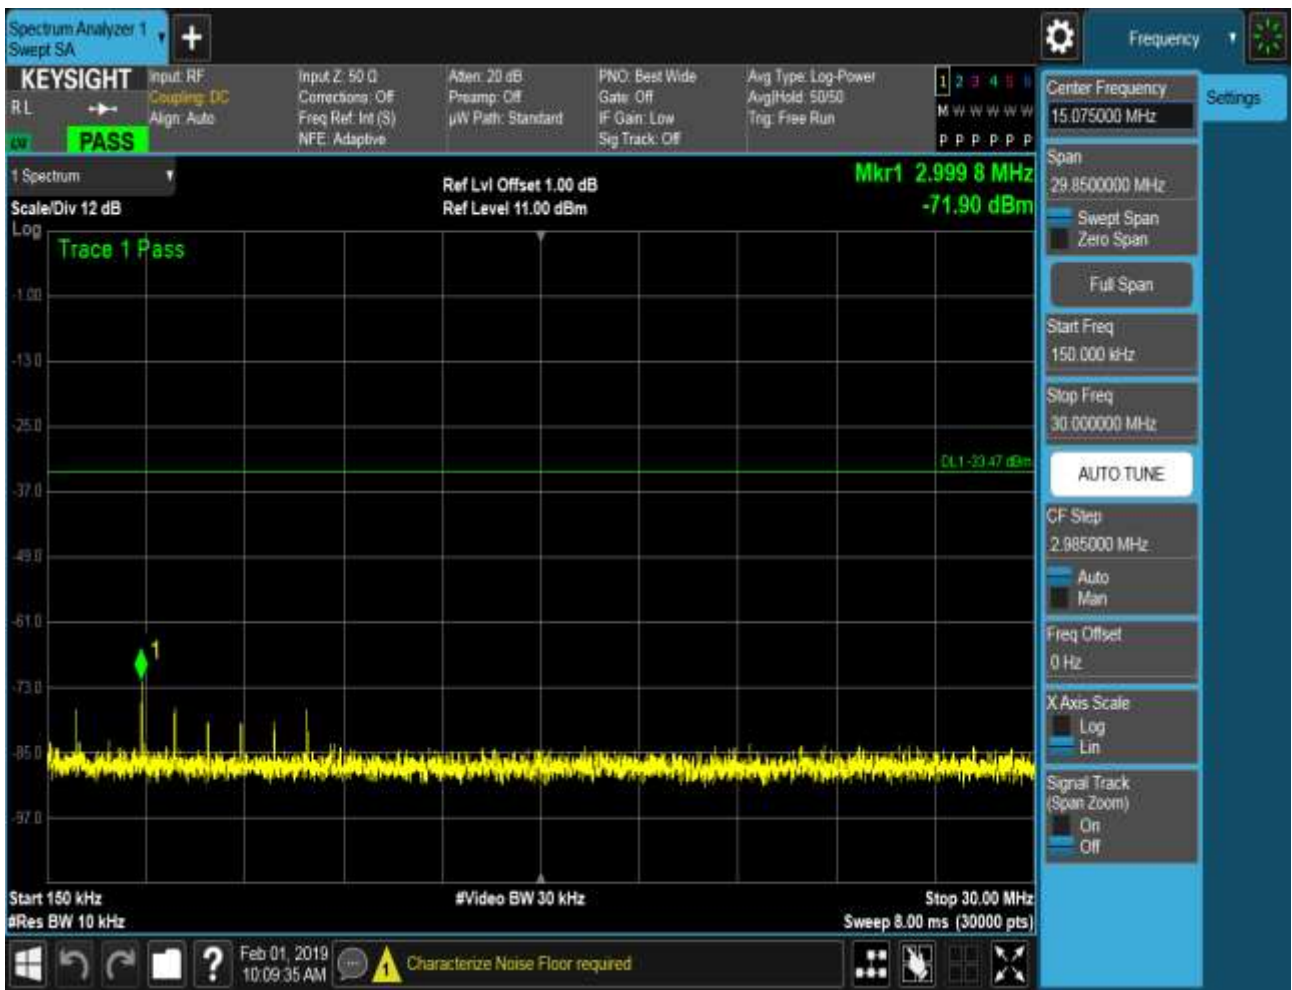 Spectrum Analyzer 1
Swept SA
+
Frequency
KEYSIGHT
R L
PASS
Input: RF
Coupling: DC
Align: Auto
Input Z: 50 Ω
Corrections: Off
Freq Ref: Int (S)
NFE: Adaptive
Atten: 20 dB
Preamp: Off
µW Path: Standard
PNO: Best Wide
Gate: Off
IF Gain: Low
Sig Track: Off
Avg Type: Log-Power
Avg|Hold: 50/50
Trig: Free Run
1 2 3 4 5 6
M W W W W W
P P P P P P
Center Frequency
15.075000 MHz
Settings
Span
29.8500000 MHz
Swept Span
Zero Span
Full Span
Start Freq
150.000 kHz
Stop Freq
30.000000 MHz
AUTO TUNE
CF Step
2.985000 MHz
Auto
Man
Freq Offset
0 Hz
X Axis Scale
Log
Lin
Signal Track
(Span Zoom)
On
Off
1 Spectrum
Scale/Div 12 dB
Log
Ref Lvl Offset 1.00 dB
Ref Level 11.00 dBm
Mkr1 2.999 8 MHz
-71.90 dBm
Trace 1 Pass
-1.00
-13.0
-25.0
DL1 -33.47 dBm
-37.0
-49.0
-61.0
1
-73.0
-85.0
-97.0
Start 150 kHz
#Video BW 30 kHz
Stop 30.00 MHz
#Res BW 10 kHz
Sweep 8.00 ms (30000 pts)
?
Feb 01, 2019
10:09:35 AM
1
Characterize Noise Floor required